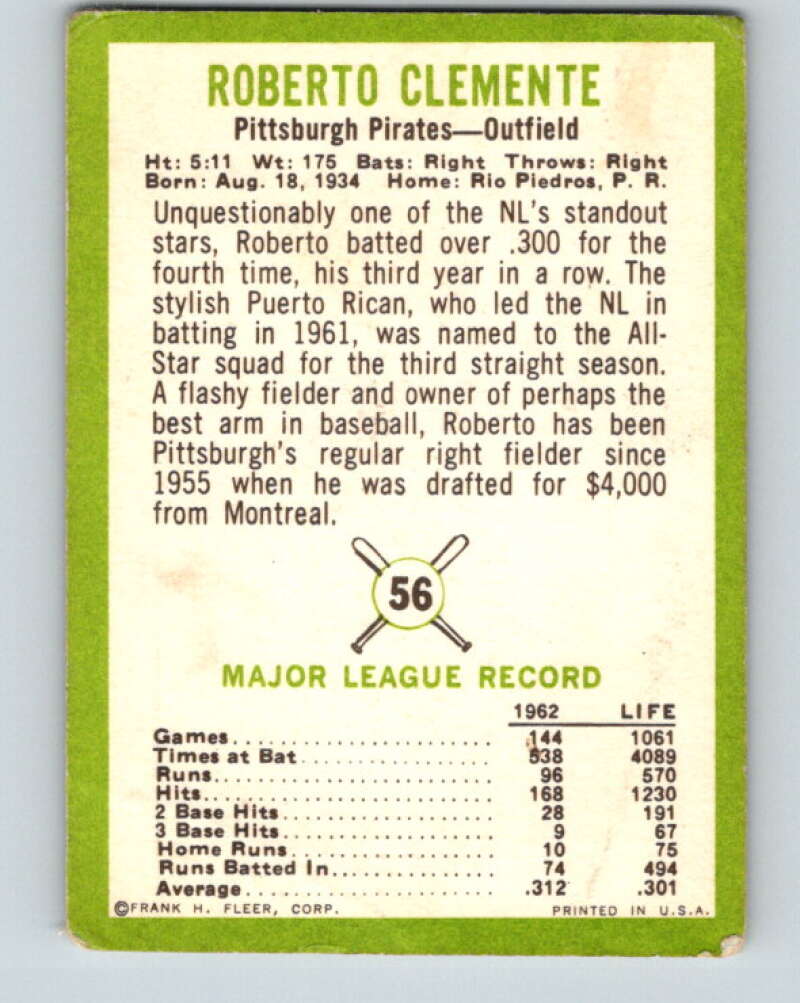 ROBERTO CLEMENTE
Pittsburgh Pirates—Outfield
Ht: 5:11 Wt: 175 Bats: Right Throws: Right
Born: Aug. 18, 1934 Home: Rio Piedros, P. R.
Unquestionably one of the NL's standout
stars, Roberto batted over .300 for the
fourth time, his third year in a row. The
stylish Puerto Rican, who led the NL in
batting in 1961, was named to the All-
Star squad for the third straight season.
A flashy fielder and owner of perhaps the
best arm in baseball, Roberto has been
Pittsburgh's regular right fielder since
1955 when he was drafted for $4,000
from Montreal.
56
MAJOR LEAGUE RECORD
1962 LIFE
Games 144 1061
Times at Bat 538 4089
Runs 96 570
Hits 168 1230
2 Base Hits 28 191
3 Base Hits 9 67
Home Runs 10 75
Runs Batted In 74 494
Average .312 .301
©FRANK H. FLEER, CORP. PRINTED IN U.S.A.